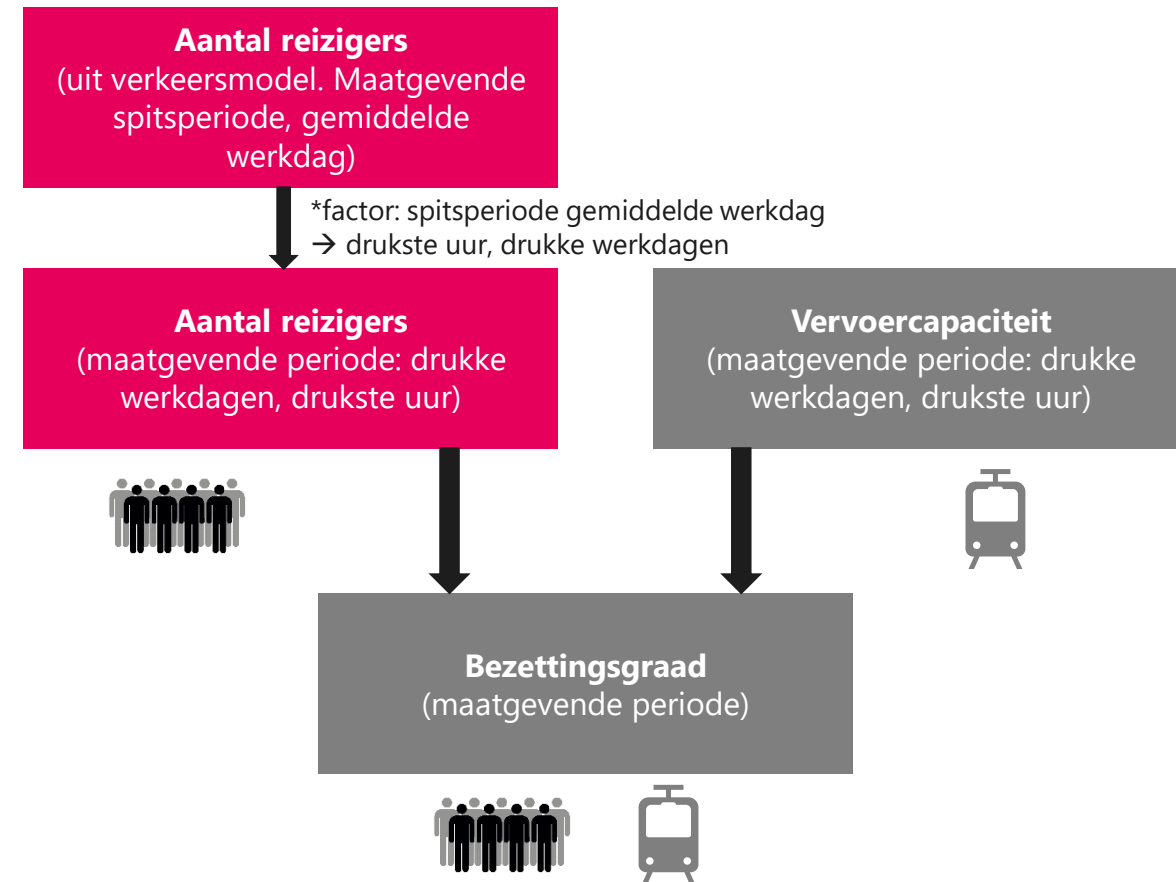 Aantal reizigers
(uit verkeersmodel. Maatgevende
spitsperiode, gemiddelde
werkdag)
*factor: spitsperiode gemiddelde werkdag
→ drukste uur, drukke werkdagen
Aantal reizigers
(maatgevende periode: drukke
werkdagen, drukste uur)
Vervoercapaciteit
(maatgevende periode: drukke
werkdagen, drukste uur)
Bezettingsgraad
(maatgevende periode)